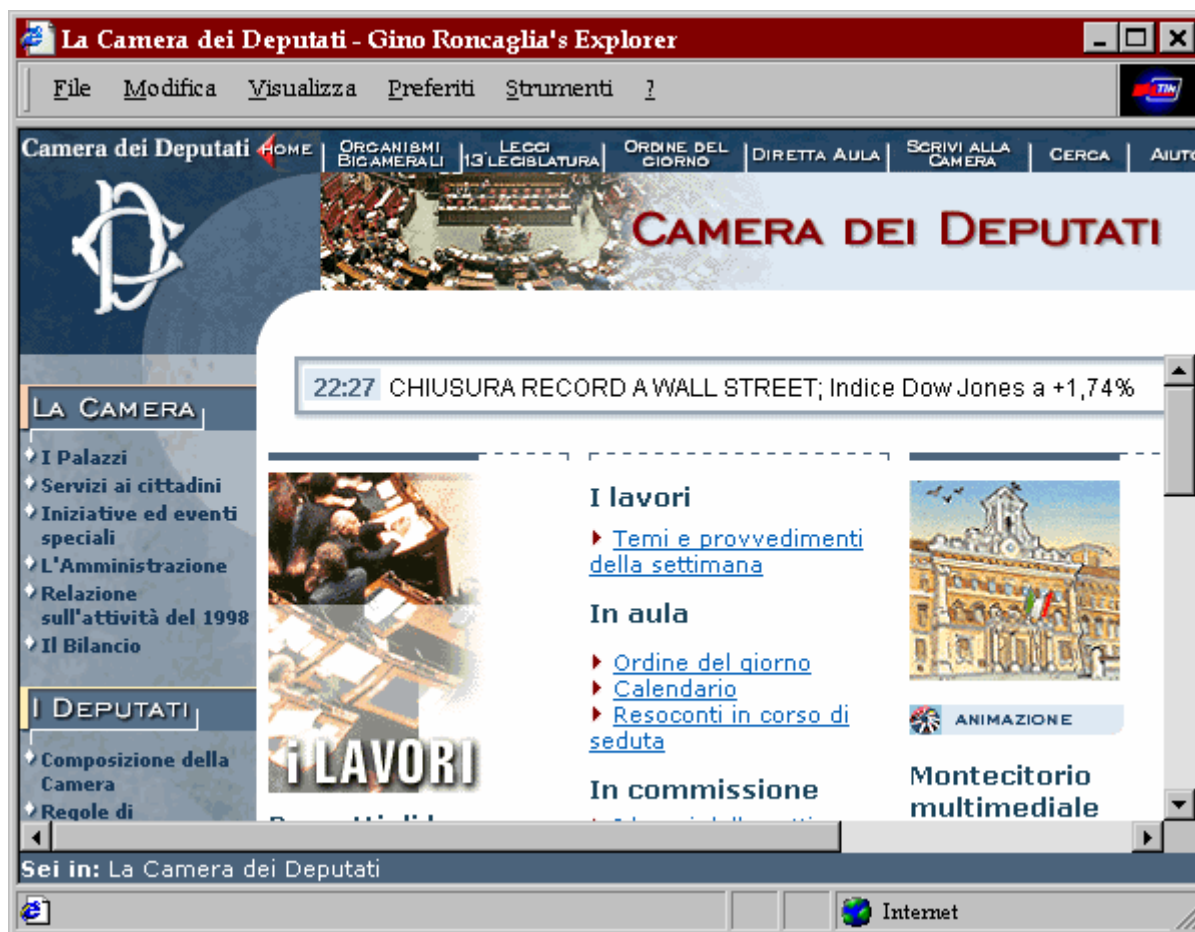 La Camera dei Deputati - Gino Roncaglia's Explorer
File Modifica Visualizza Preferiti Strumenti ?
TIN
Camera dei Deputati HOME ORGANISMI BICAMERALI LEGGI 13ª LEGISLATURA ORDINE DEL GIORNO DIRETTA AULA SCRIVI ALLA CAMERA CERCA
CAMERA DEI DEPUTATI
22:27 CHIUSURA RECORD A WALL STREET; Indice Dow Jones a +1,74%
LA CAMERA
I Palazzi
Servizi ai cittadini
Iniziative ed eventi
speciali
L'Amministrazione
Relazione
sull'attività del 1998
Il Bilancio
I DEPUTATI
Composizione della
Camera
Regole di
i LAVORI
I lavori
Temi e provvedimenti
della settimana
In aula
Ordine del giorno
Calendario
Resoconti in corso di
seduta
In commissione
ANIMAZIONE
Montecitorio
multimediale
Sei in: La Camera dei Deputati
Internet